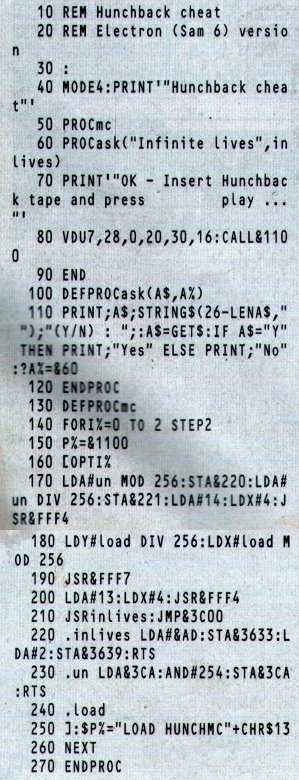 10 REM Hunchback cheat
20 REM Electron (Sam 6) versio
n
30 :
40 MODE4:PRINT'"Hunchback chea
t"'
50 PROCmc
60 PROCask("Infinite lives",in
lives)
70 PRINT'"OK - Insert Hunchbac
k tape and press          play ...
"'
80 VDU7,28,0,20,30,16:CALL&110
0
90 END
100 DEFPROCask(A$,A%)
110 PRINT;A$;STRING$(26-LENA$,"
");"(Y/N) : ";:A$=GET$:IF A$="Y"
THEN PRINT;"Yes" ELSE PRINT;"No"
:?A%=&60
120 ENDPROC
130 DEFPROCmc
140 FORI%=0 TO 2 STEP2
150 P%=&1100
160 [OPTI%
170 LDA#un MOD 256:STA&220:LDA#
un DIV 256:STA&221:LDA#14:LDX#4:J
SR&FFF4
180 LDY#load DIV 256:LDX#load M
OD 256
190 JSR&FFF7
200 LDA#13:LDX#4:JSR&FFF4
210 JSRinlives:JMP&3C00
220 .inlives LDA#&AD:STA&3633:L
DA#2:STA&3639:RTS
230 .un LDA&3CA:AND#254:STA&3CA
:RTS
240 .load
250 ]:$P%="LOAD HUNCHMC"+CHR$13
260 NEXT
270 ENDPROC